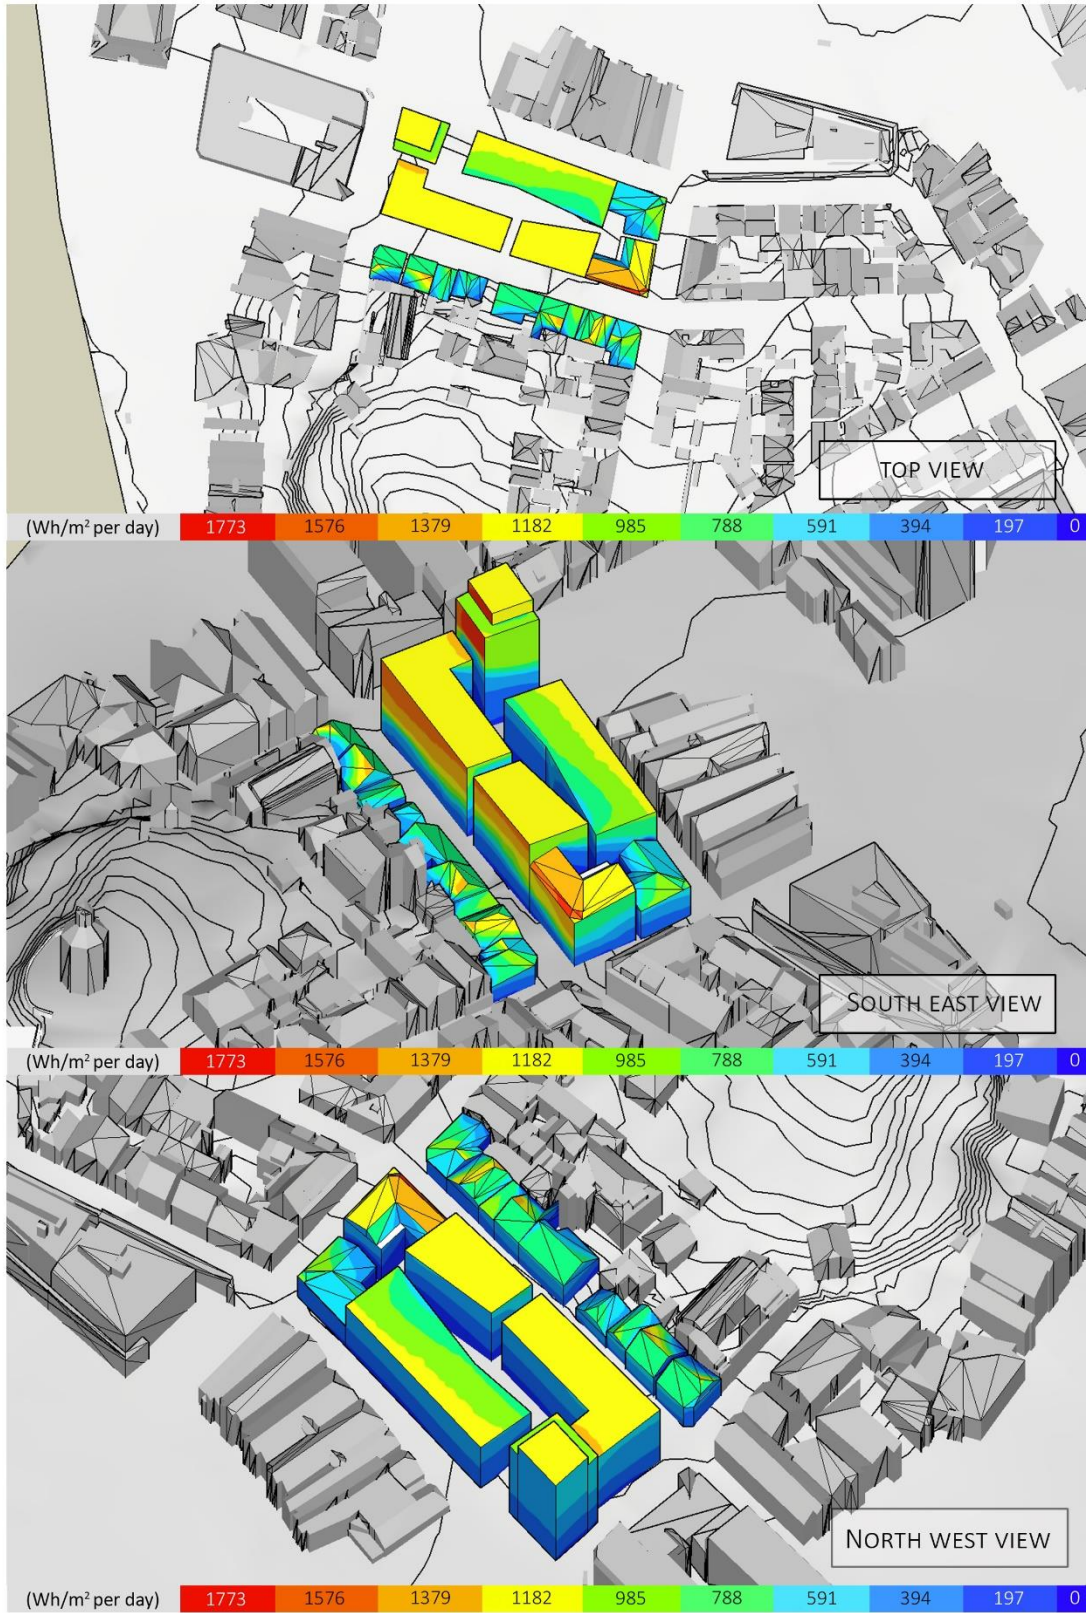 TOP VIEW
(Wh/m² per day) 1773 1576 1379 1182 985 788 591 394 197 0
SOUTH EAST VIEW
(Wh/m² per day) 1773 1576 1379 1182 985 788 591 394 197 0
NORTH WEST VIEW
(Wh/m² per day) 1773 1576 1379 1182 985 788 591 394 197 0